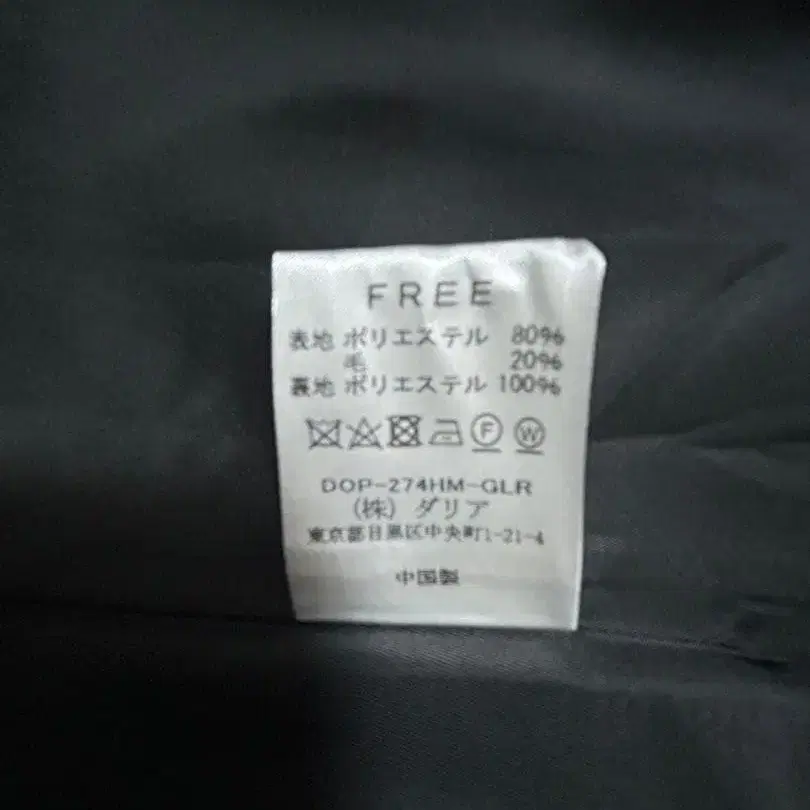 FREE
表地 ポリエステル 80%
毛 20%
裏地 ポリエステル 100%
F W
DOP-274HM-GLR
(株) ダリア
東京都目黒区中央町1-21-4
中国製